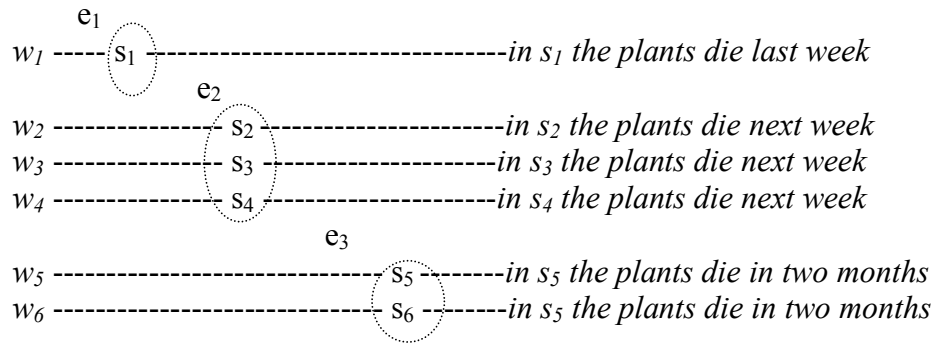 e₁
w₁ ------ s₁ ------------------------------------in s₁ the plants die last week
e₂
w₂ ------------------ s₂ -------------------------in s₂ the plants die next week
w₃ ------------------ s₃ -------------------------in s₃ the plants die next week
w₄ ------------------ s₄ ------------------------in s₄ the plants die next week
e₃
w₅ ----------------------------------- s₅ --------in s₅ the plants die in two months
w₆ ----------------------------------- s₆ --------in s₅ the plants die in two months